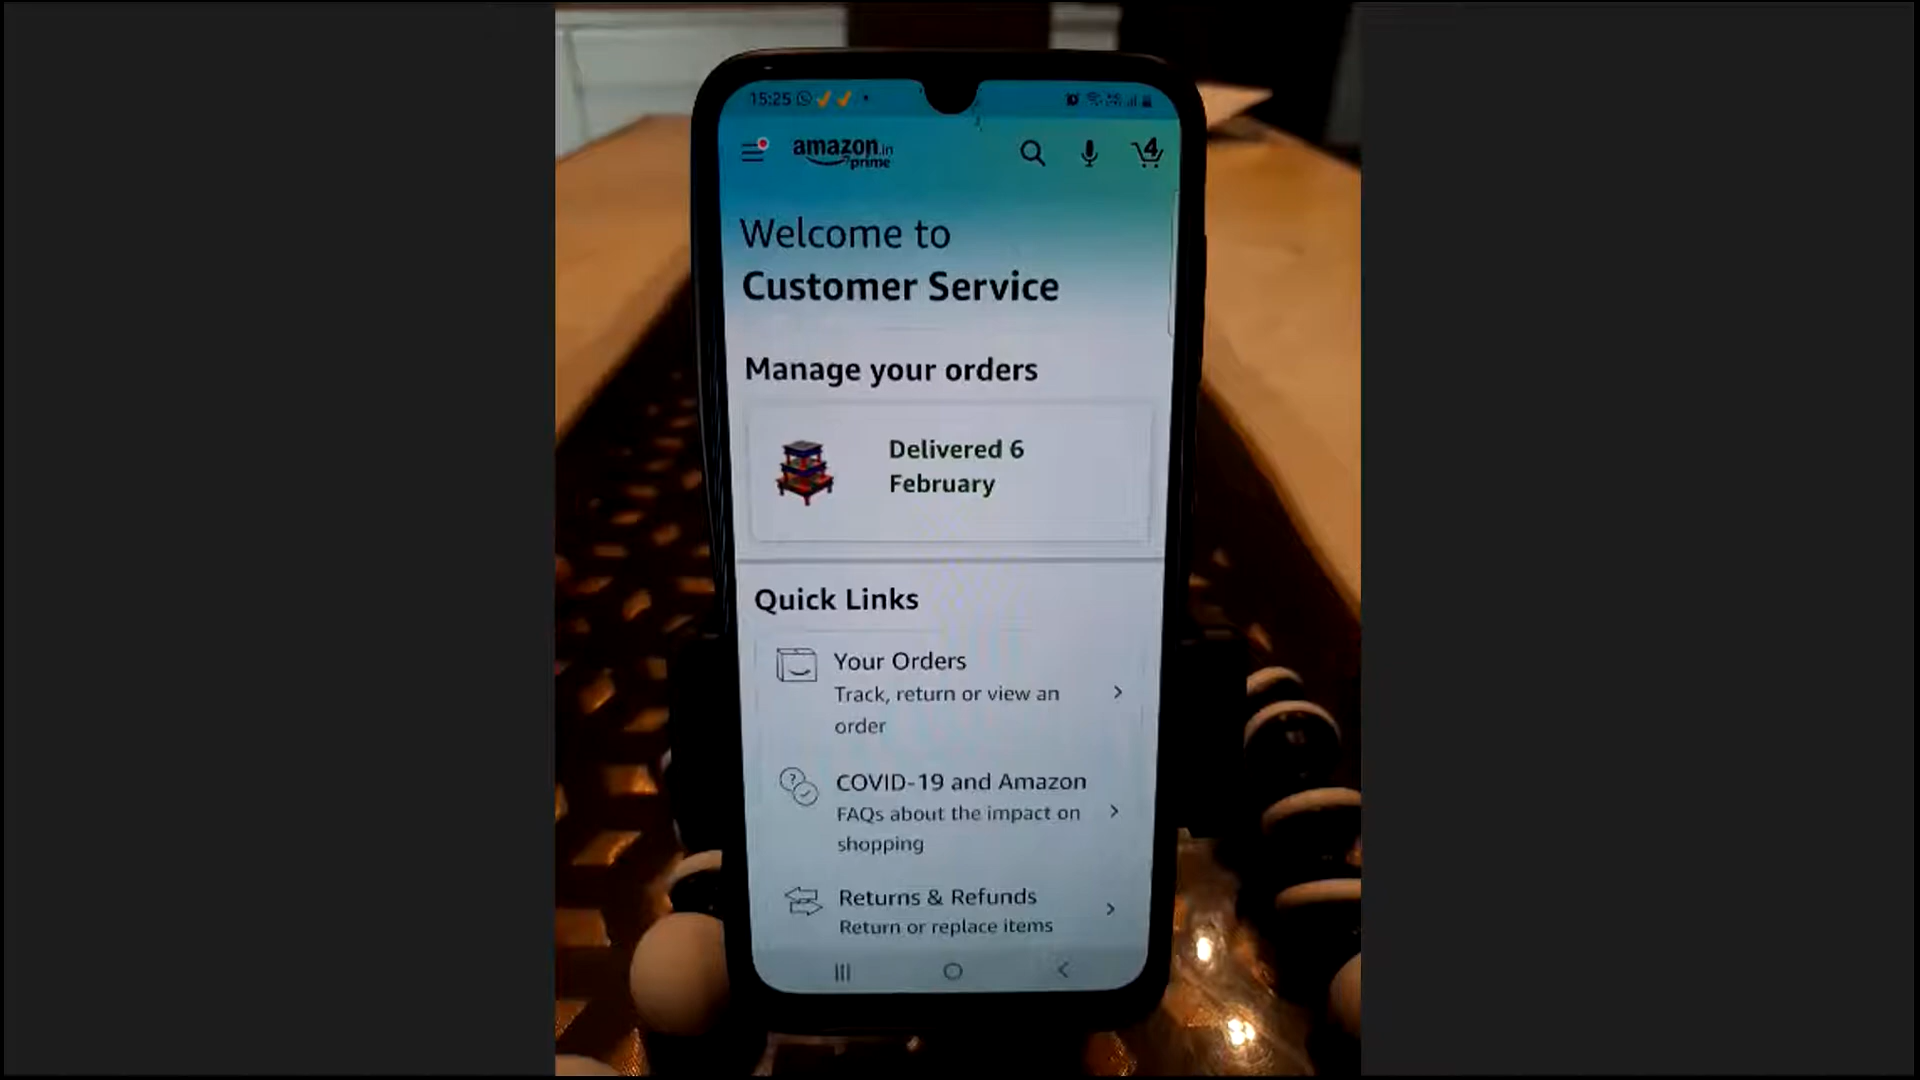 15:25
amazon.in
prime
4
Welcome to
Customer Service
Manage your orders
Delivered 6
February
Quick Links
Your Orders
Track, return or view an
order
COVID-19 and Amazon
FAQs about the impact on
shopping
Returns & Refunds
Return or replace items